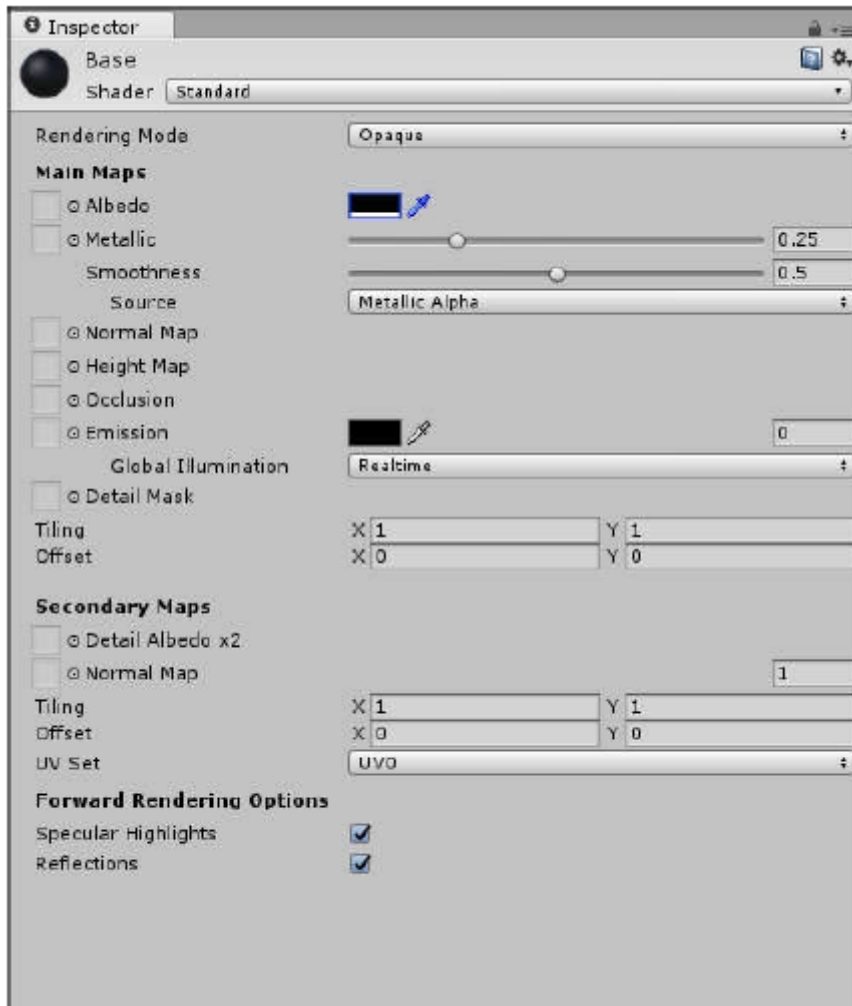 Inspector
Base
Shader Standard
Rendering Mode Opaque
Main Maps
Albedo
Metallic 0.25
Smoothness 0.5
Source Metallic Alpha
Normal Map
Height Map
Occlusion
Emission 0
Global Illumination Realtime
Detail Mask
Tiling X 1 Y 1
Offset X 0 Y 0
Secondary Maps
Detail Albedo x2
Normal Map 1
Tiling X 1 Y 1
Offset X 0 Y 0
UV Set UV0
Forward Rendering Options
Specular Highlights
Reflections